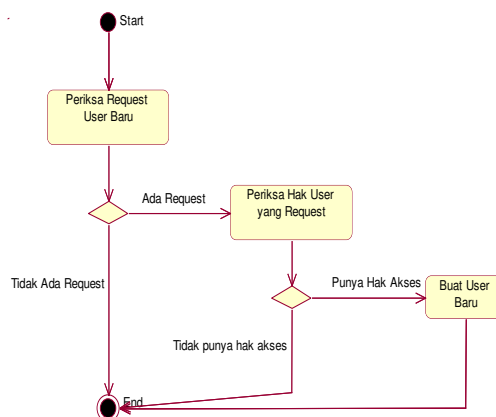 Start
Periksa Request
User Baru
Ada Request
Periksa Hak User
yang Request
Tidak Ada Request
Punya Hak Akses
Buat User
Baru
Tidak punya hak akses
End